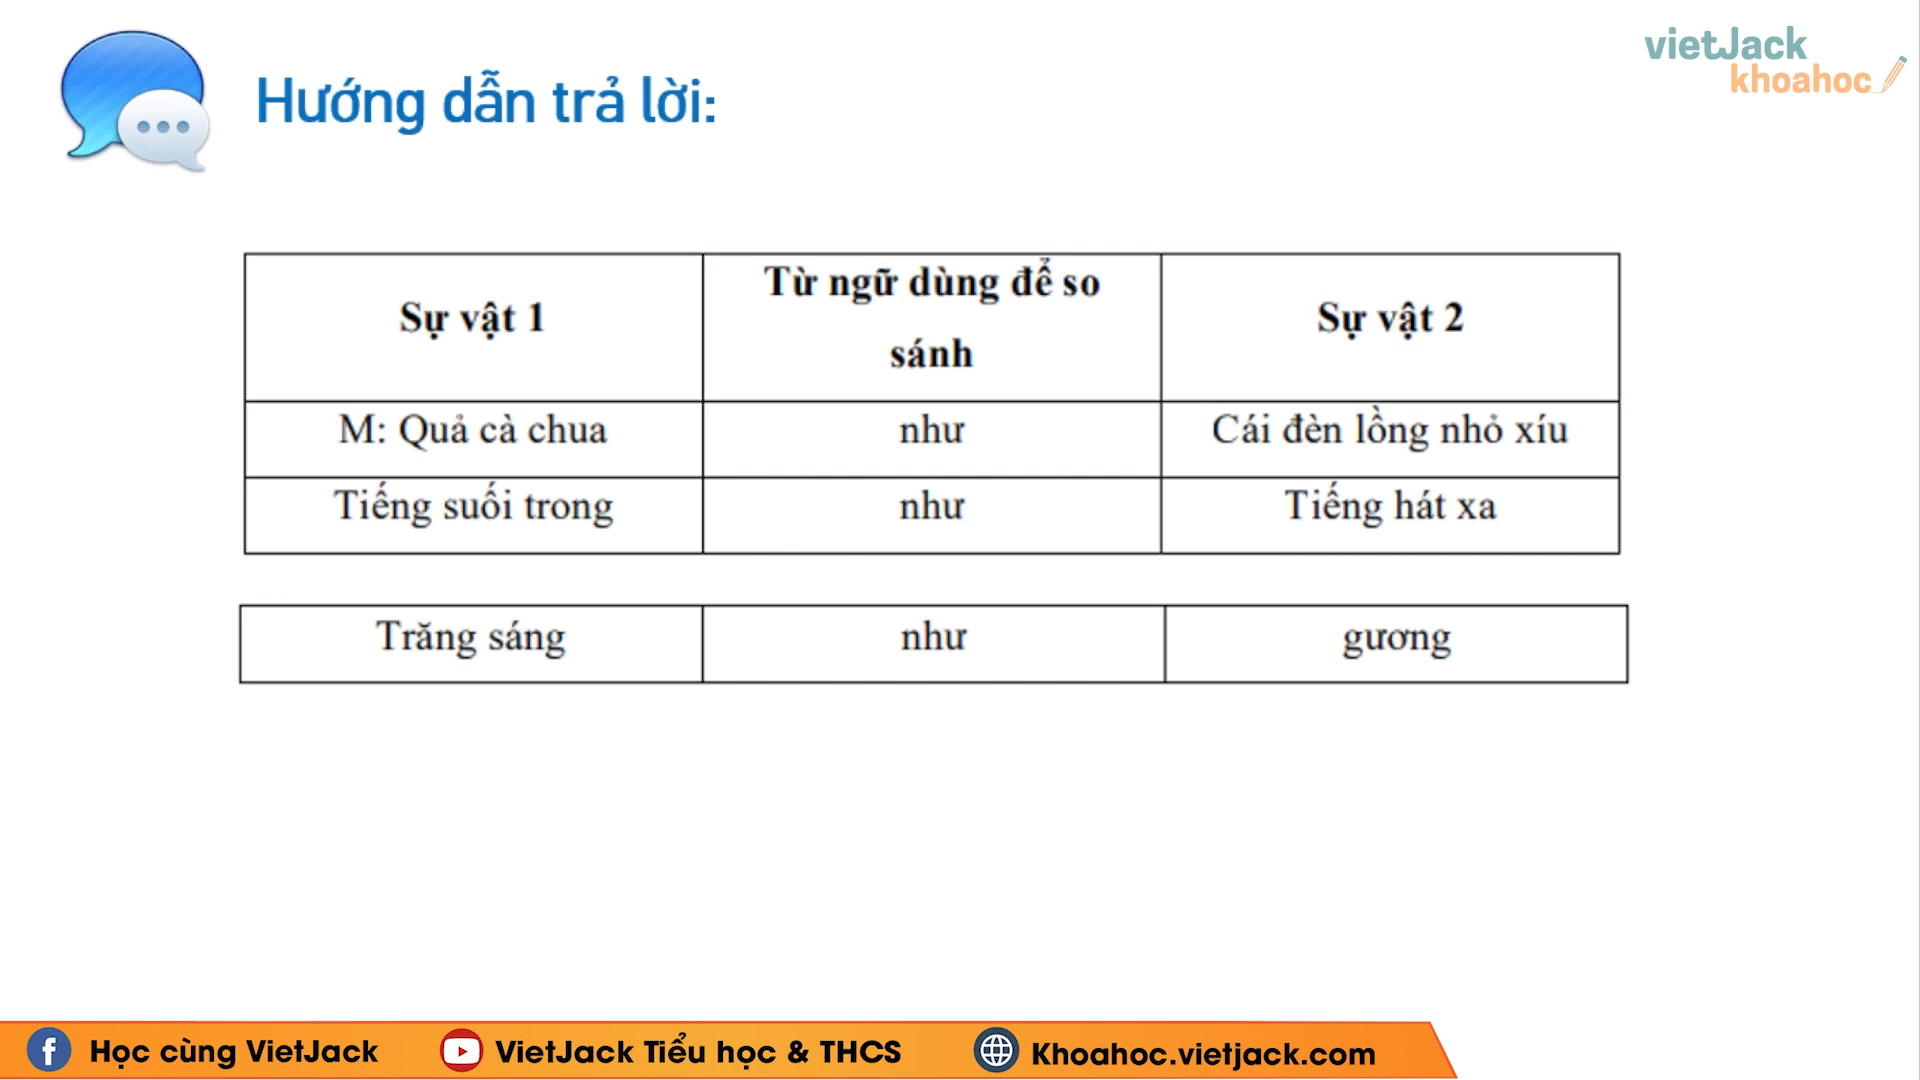 vietJack
khoahoc
Hướng dẫn trả lời:
Sự vật 1
Từ ngữ dùng để so
sánh
Sự vật 2
M: Quả cà chua
như
Cái đèn lồng nhỏ xíu
Tiếng suối trong
như
Tiếng hát xa
Trăng sáng
như
gương
Học cùng VietJack
VietJack Tiểu học & THCS
Khoahoc.vietjack.com